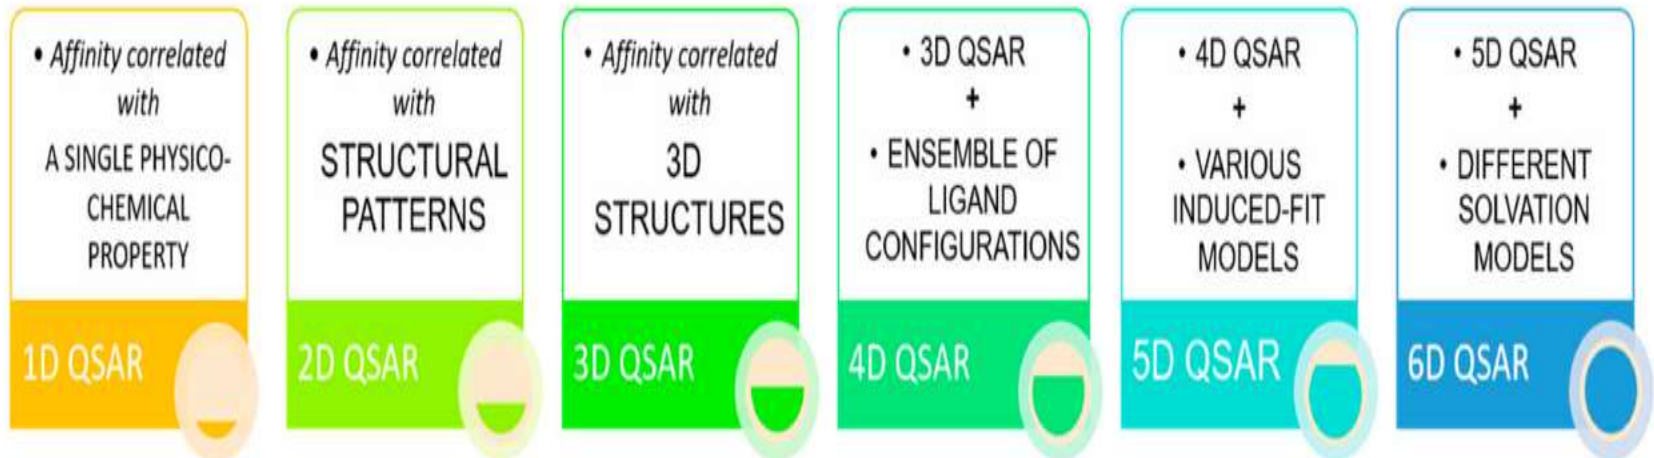 • Affinity correlated
with
A SINGLE PHYSICO-
CHEMICAL
PROPERTY
1D QSAR
• Affinity correlated
with
STRUCTURAL
PATTERNS
2D QSAR
• Affinity correlated
with
3D
STRUCTURES
3D QSAR
• 3D QSAR
+
• ENSEMBLE OF
LIGAND
CONFIGURATIONS
4D QSAR
• 4D QSAR
+
• VARIOUS
INDUCED-FIT
MODELS
5D QSAR
• 5D QSAR
+
• DIFFERENT
SOLVATION
MODELS
6D QSAR